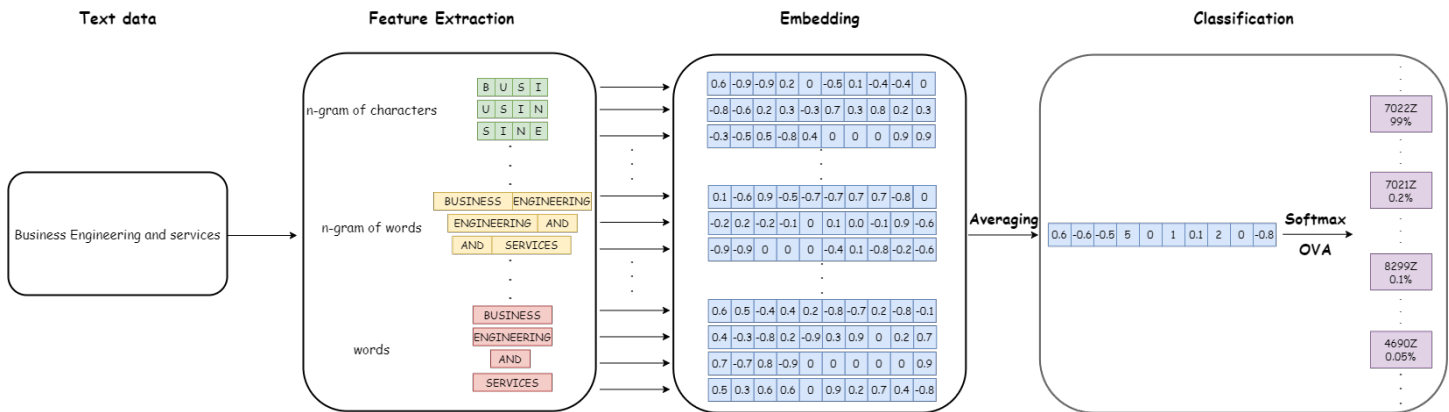 Text data
Feature Extraction
Embedding
Classification
Business Engineering and services
n-gram of characters
B U S I
U S I N
S I N E
n-gram of words
BUSINESS ENGINEERING
ENGINEERING AND
AND SERVICES
words
BUSINESS
ENGINEERING
AND
SERVICES
0.6 -0.9 -0.9 0.2 0 -0.5 0.1 -0.4 -0.4 0
-0.8 -0.6 0.2 0.3 -0.3 0.7 0.3 0.8 0.2 0.3
-0.3 -0.5 0.5 -0.8 0.4 0 0 0 0.9 0.9
0.1 -0.6 0.9 -0.5 -0.7 -0.7 0.7 0.7 -0.8 0
-0.2 0.2 -0.2 -0.1 0 0.1 0.0 -0.1 0.9 -0.6
-0.9 -0.9 0 0 0 -0.4 0.1 -0.8 -0.2 -0.6
0.6 0.5 -0.4 0.4 0.2 -0.8 -0.7 0.2 -0.8 -0.1
0.4 -0.3 -0.8 0.2 -0.9 0.3 0.9 0 0.2 0.7
0.7 -0.7 0.8 -0.9 0 0 0 0 0 0.9
0.5 0.3 0.6 0.6 0 0.9 0.2 0.7 0.4 -0.8
Averaging
0.6 -0.6 -0.5 5 0 1 0.1 2 0 -0.8
Softmax
OVA
7022Z
99%
7021Z
0.2%
8299Z
0.1%
4690Z
0.05%